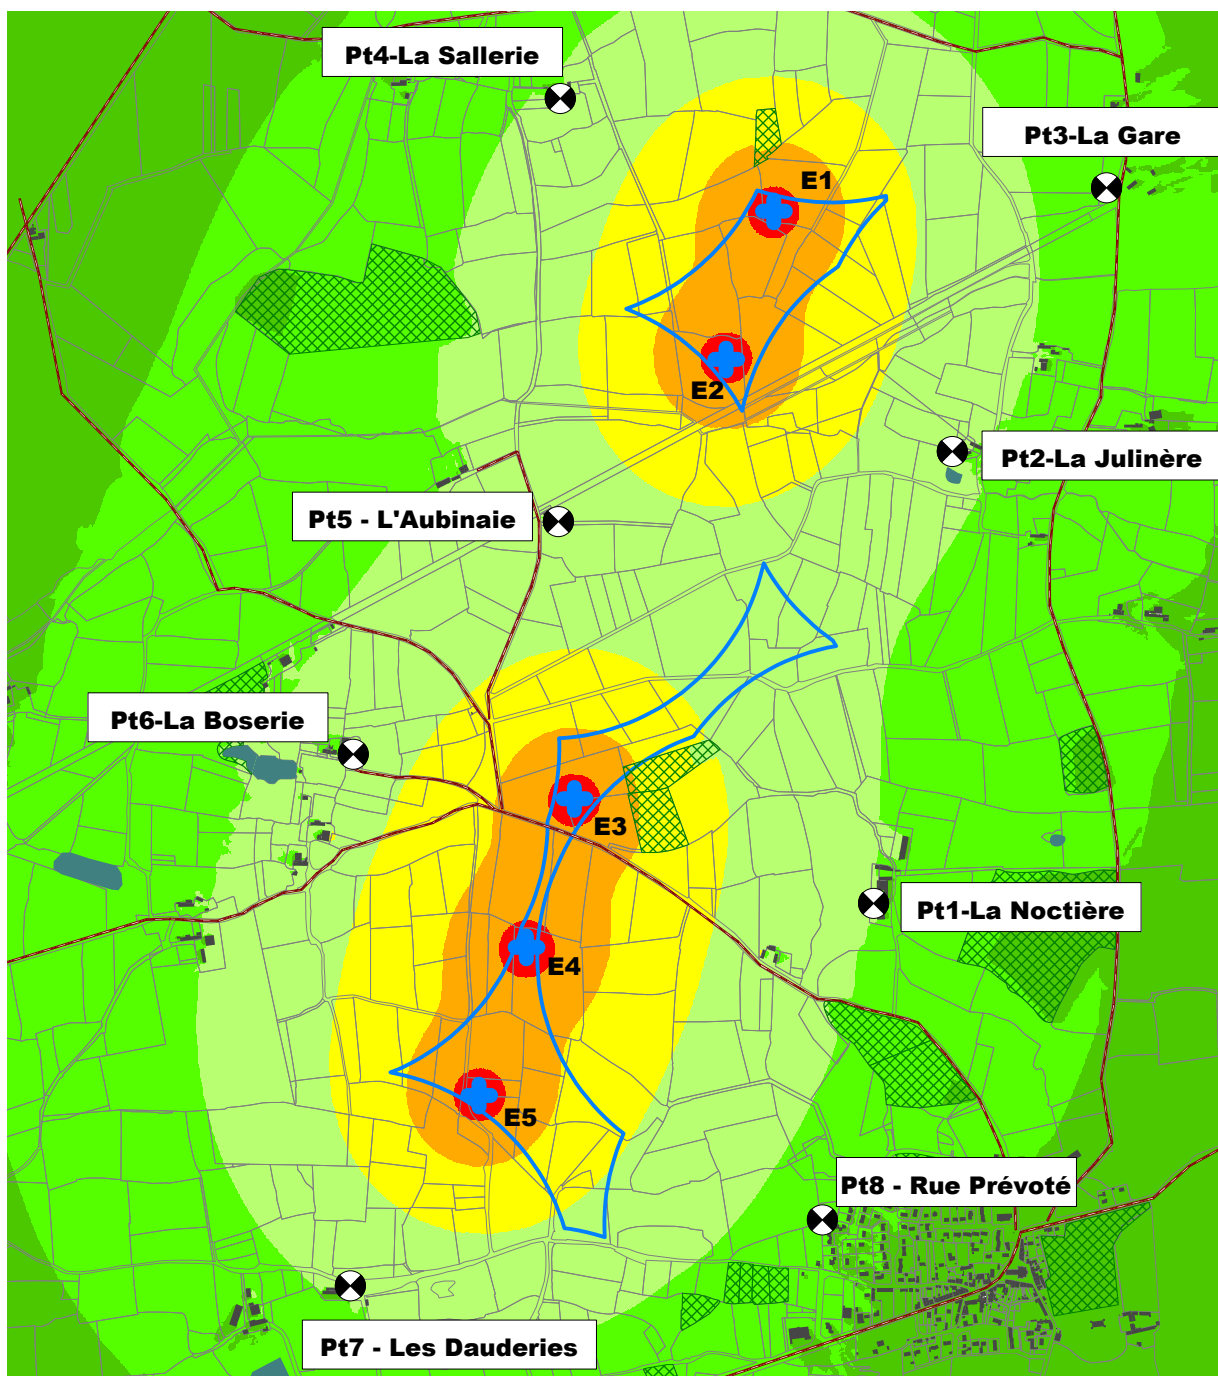 Pt4-La Sallerie
Pt3-La Gare
E1
E2
Pt2-La Julinère
Pt5 - L'Aubinaie
Pt6-La Boserie
E3
Pt1-La Noctière
E4
E5
Pt8 - Rue Prévoté
Pt7 - Les Dauderies